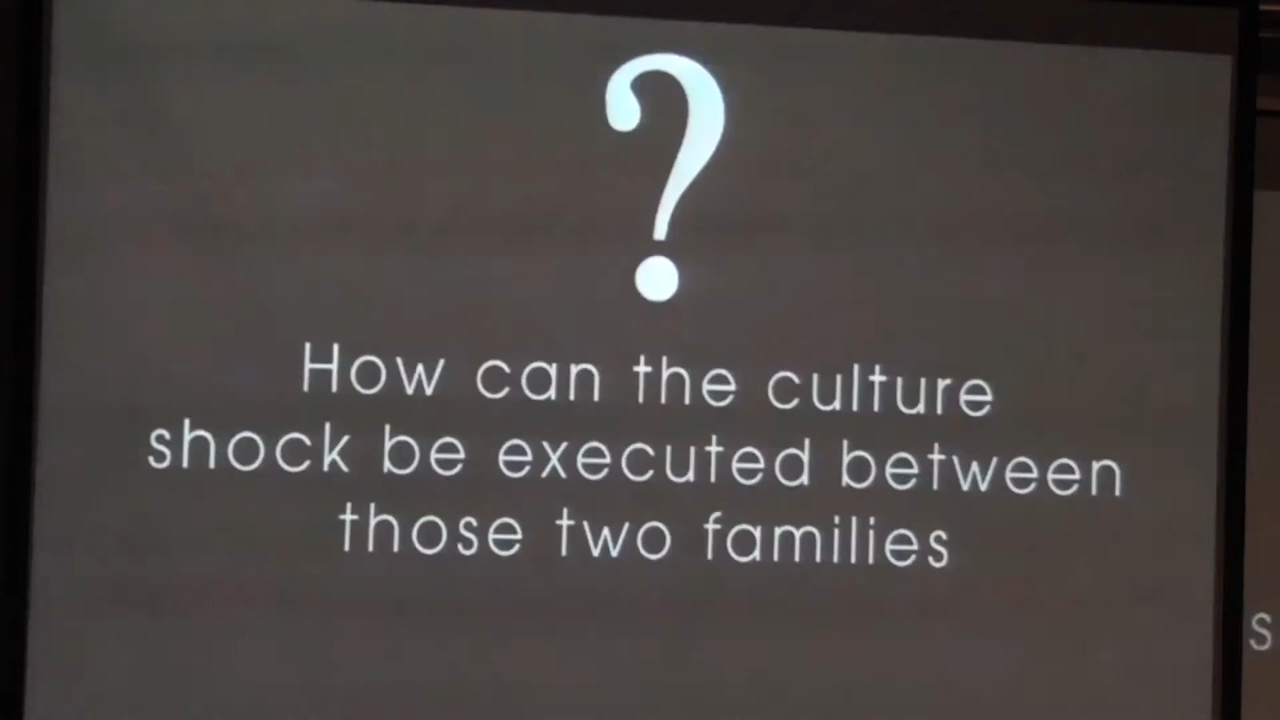 ?
How can the culture
shock be executed between
those two families
S